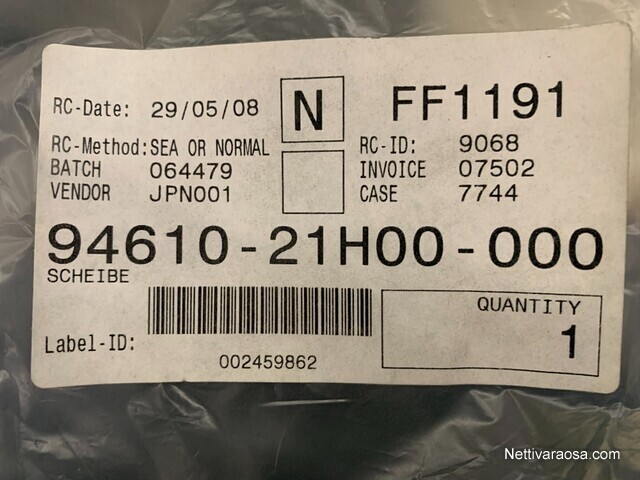 RC-Date: 29/05/08 N FF1191
RC-Method:SEA OR NORMAL RC-ID: 9068
BATCH 064479 INVOICE 07502
VENDOR JPN001 CASE 7744
94610-21H00-000
SCHEIBE
QUANTITY
1
Label-ID:
002459862
Nettivaraosa.com